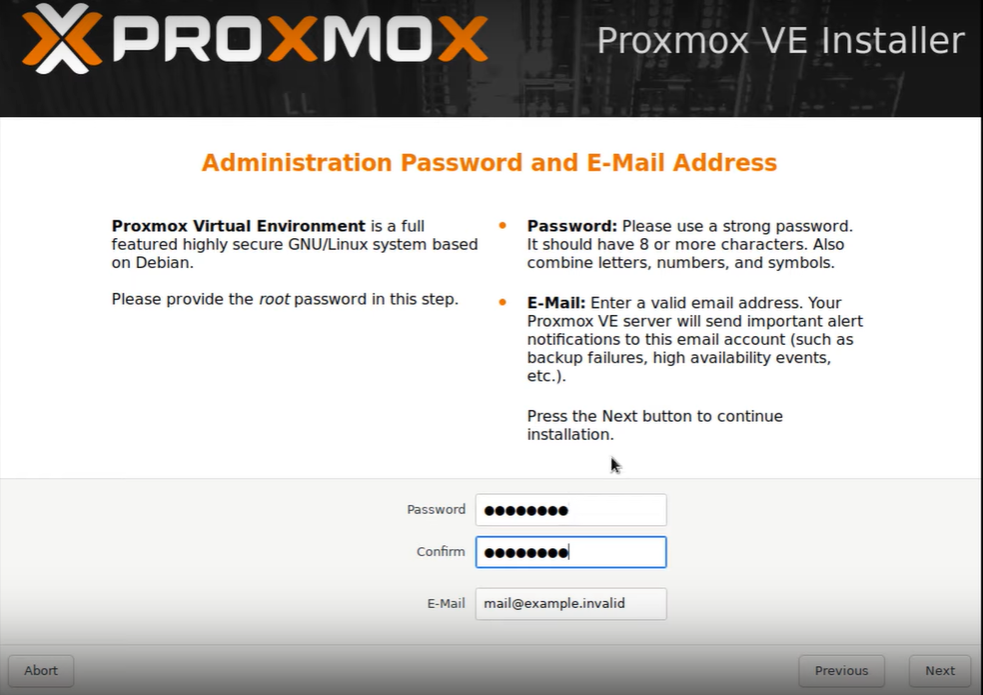 PROXMOX
Proxmox VE Installer
Administration Password and E-Mail Address
Proxmox Virtual Environment is a full
featured highly secure GNU/Linux system based
on Debian.
Please provide the root password in this step.
Password: Please use a strong password.
It should have 8 or more characters. Also
combine letters, numbers, and symbols.
E-Mail: Enter a valid email address. Your
Proxmox VE server will send important alert
notifications to this email account (such as
backup failures, high availability events,
etc.).
Press the Next button to continue
installation.
Password ●●●●●●●●
Confirm ●●●●●●●●
E-Mail mail@example.invalid
Abort Previous Next